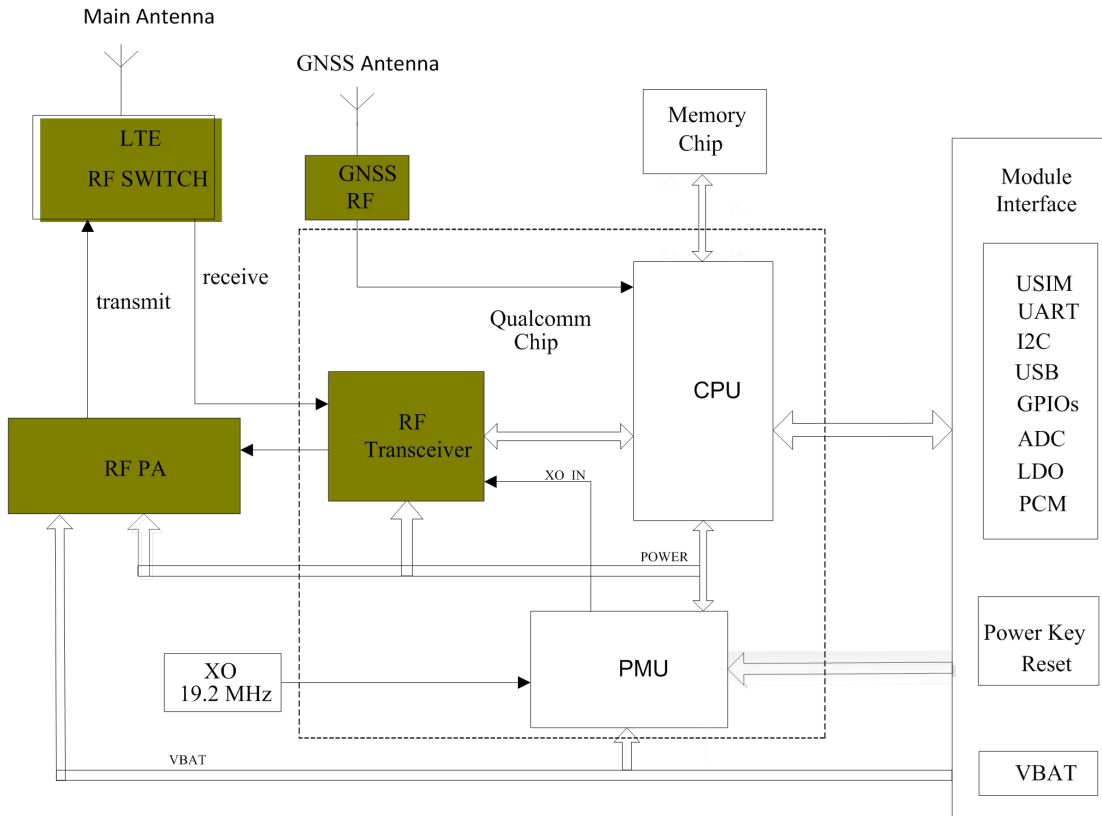 Main Antenna
GNSS Antenna
LTE
RF SWITCH
GNSS
RF
Memory
Chip
Module
Interface
receive
transmit
Qualcomm
Chip
USIM
UART
I2C
USB
GPIOs
ADC
LDO
PCM
CPU
RF
Transceiver
RF PA
XO IN
POWER
Power Key
Reset
XO
19.2 MHz
PMU
VBAT
VBAT